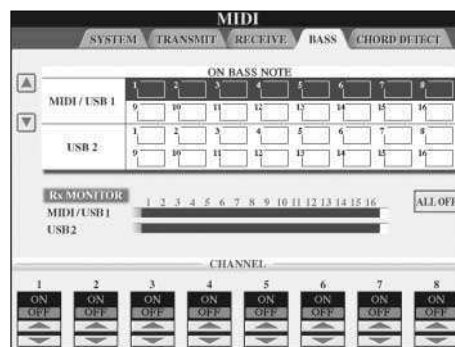 MIDI
SYSTEM TRANSMIT RECEIVE BASS CHORD DETECT
ON BASS NOTE
1 2 3 4 5 6 7 8
MIDI / USB 1
9 10 11 12 13 14 15 16
1 2 3 4 5 6 7 8
USB 2
9 10 11 12 13 14 15 16
Rx MONITOR
1 2 3 4 5 6 7 8 9 10 11 12 13 14 15 16
ALL OFF
MIDI / USB 1
USB 2
CHANNEL
1 2 3 4 5 6 7 8
ON ON ON ON ON ON ON ON
OFF OFF OFF OFF OFF OFF OFF OFF